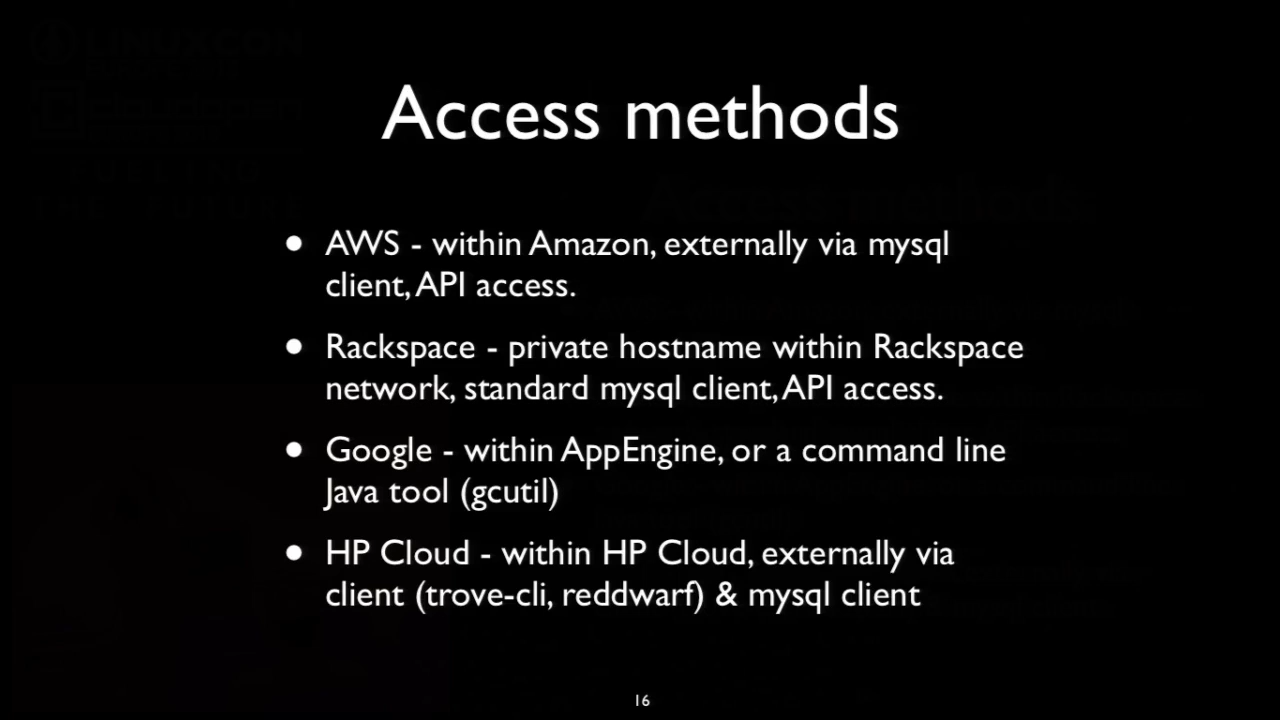 Access methods
• AWS - within Amazon, externally via mysql
client, API access.
• Rackspace - private hostname within Rackspace
network, standard mysql client, API access.
• Google - within AppEngine, or a command line
Java tool (gcutil)
• HP Cloud - within HP Cloud, externally via
client (trove-cli, reddwarf) & mysql client
16